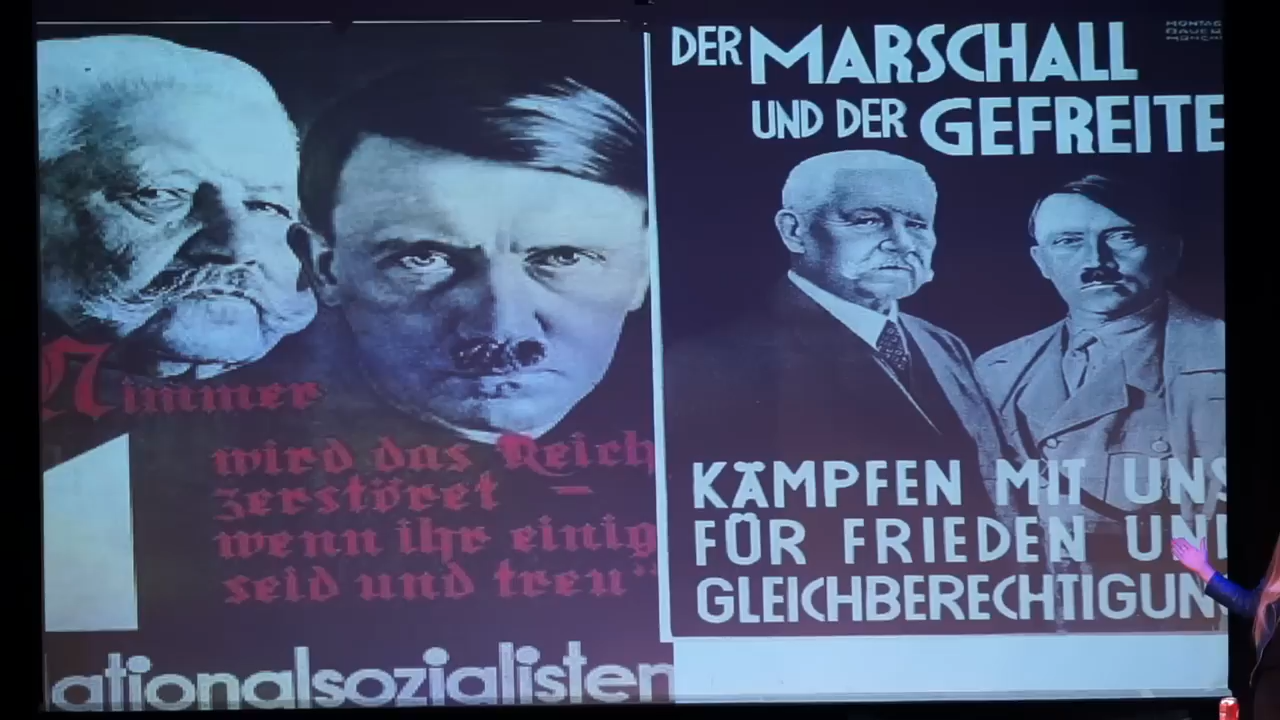 Nimmer
wird das Reich
zerstöret –
wenn ihr einig
seid und treu"
ationalsozialisten
DER MARSCHALL
UND DER GEFREITE
KÄMPFEN MIT UNS
FÜR FRIEDEN UND
GLEICHBERECHTIGUN